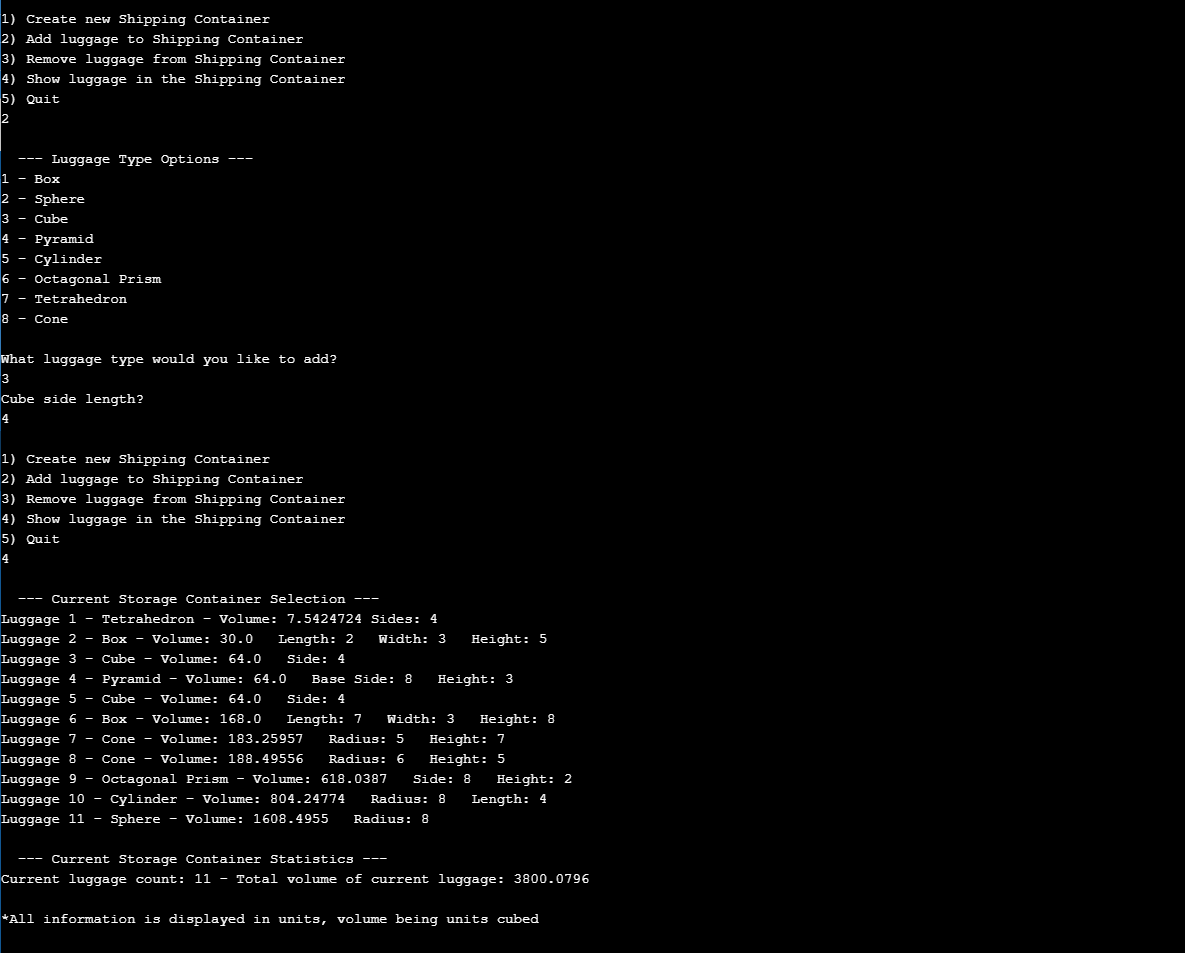 1) Create new Shipping Container
2) Add luggage to Shipping Container
3) Remove luggage from Shipping Container
4) Show luggage in the Shipping Container
5) Quit
2
--- Luggage Type Options ---
1 - Box
2 - Sphere
3 - Cube
4 - Pyramid
5 - Cylinder
6 - Octagonal Prism
7 - Tetrahedron
8 - Cone
What luggage type would you like to add?
3
Cube side length?
4
1) Create new Shipping Container
2) Add luggage to Shipping Container
3) Remove luggage from Shipping Container
4) Show luggage in the Shipping Container
5) Quit
4
--- Current Storage Container Selection ---
Luggage 1 - Tetrahedron - Volume: 7.5424724 Sides: 4
Luggage 2 - Box - Volume: 30.0   Length: 2   Width: 3   Height: 5
Luggage 3 - Cube - Volume: 64.0   Side: 4
Luggage 4 - Pyramid - Volume: 64.0   Base Side: 8   Height: 3
Luggage 5 - Cube - Volume: 64.0   Side: 4
Luggage 6 - Box - Volume: 168.0   Length: 7   Width: 3   Height: 8
Luggage 7 - Cone - Volume: 183.25957   Radius: 5   Height: 7
Luggage 8 - Cone - Volume: 188.49556   Radius: 6   Height: 5
Luggage 9 - Octagonal Prism - Volume: 618.0387   Side: 8   Height: 2
Luggage 10 - Cylinder - Volume: 804.24774   Radius: 8   Length: 4
Luggage 11 - Sphere - Volume: 1608.4955   Radius: 8
--- Current Storage Container Statistics ---
Current luggage count: 11 - Total volume of current luggage: 3800.0796
*All information is displayed in units, volume being units cubed